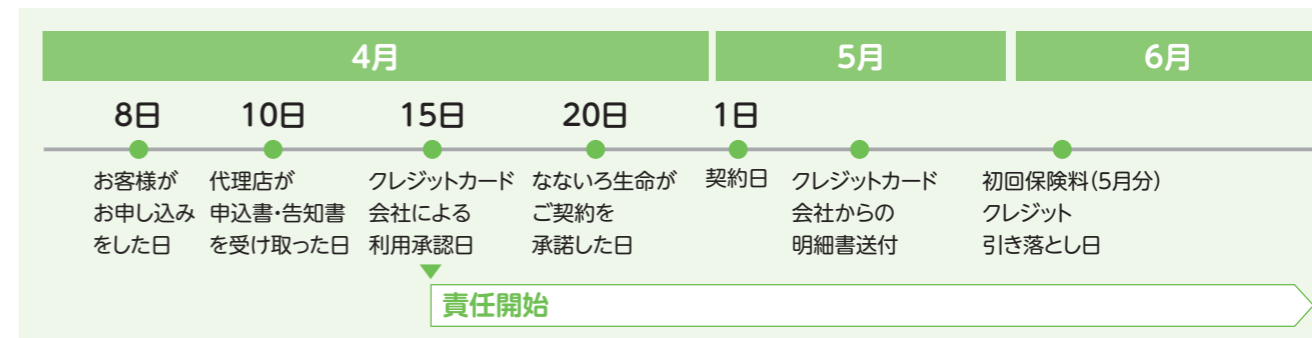 4月
5月
6月
8日
10日
15日
20日
1日
お客様が
お申し込み
をした日
代理店が
申込書・告知書
を受け取った日
クレジットカード
会社による
利用承認日
なないろ生命が
ご契約を
承諾した日
契約日
クレジットカード
会社からの
明細書送付
初回保険料(5月分)
クレジット
引き落とし日
責任開始